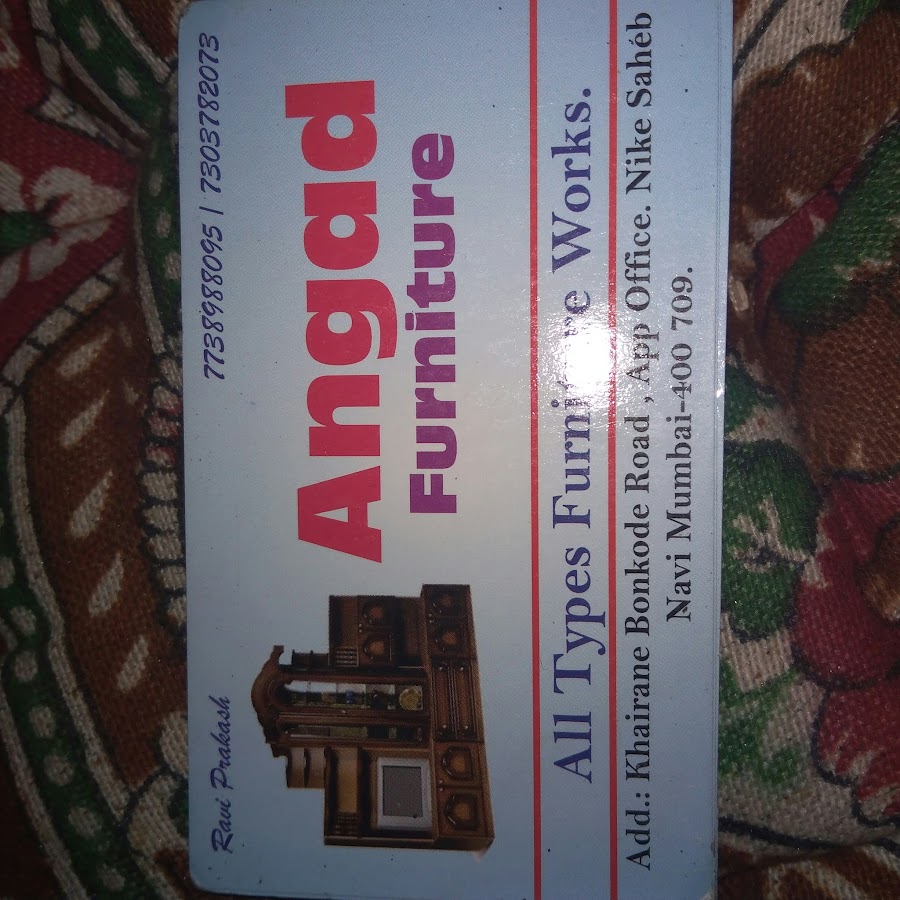 Ravi Prakash
7738988095 | 7303782073
Angad
Furniture
All Types Furniture Works.
Add.: Khairane Bonkode Road , App Office. Nike Sahéb
Navi Mumbai-400 709.